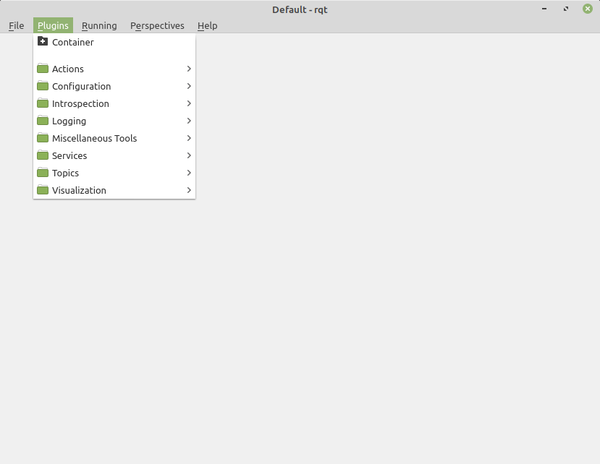 Default - rqt
File Plugins Running Perspectives Help
Container
Actions
Configuration
Introspection
Logging
Miscellaneous Tools
Services
Topics
Visualization